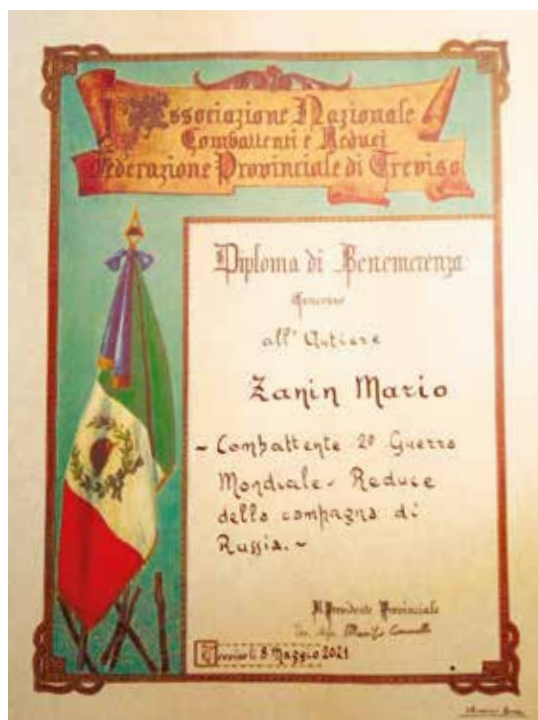 Associazione Nazionale
Combattenti e Reduci
Federazione Provinciale di Treviso
Diploma di Benemerenza
all'Artiere
Zanin Mario
~ Combattente 2ª Guerra
Mondiale - Reduce
della campagna di
Russia. ~
Il Presidente Provinciale
Treviso li 8 Maggio 2021